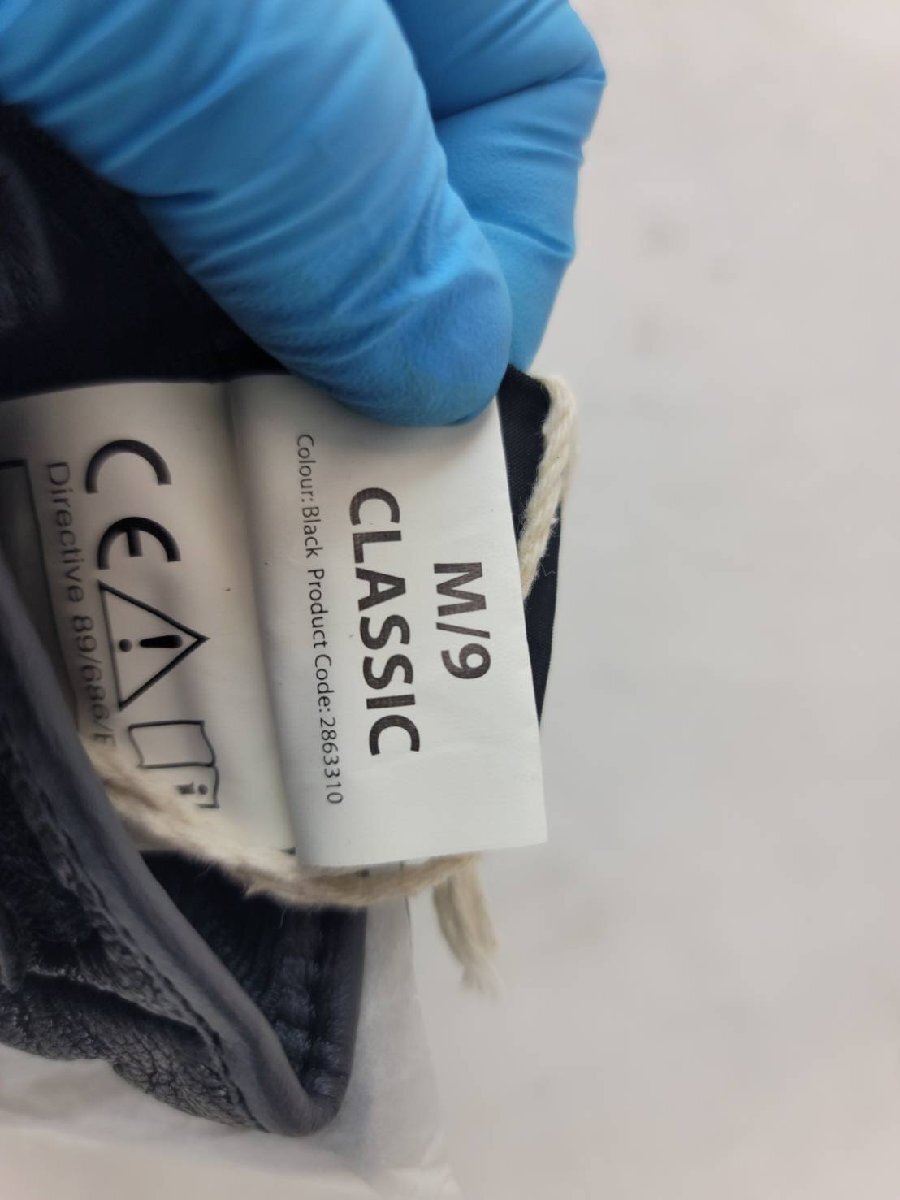 M/9
CLASSIC
Colour:Black Product Code: 2863310
CE
Directive 89/686/E